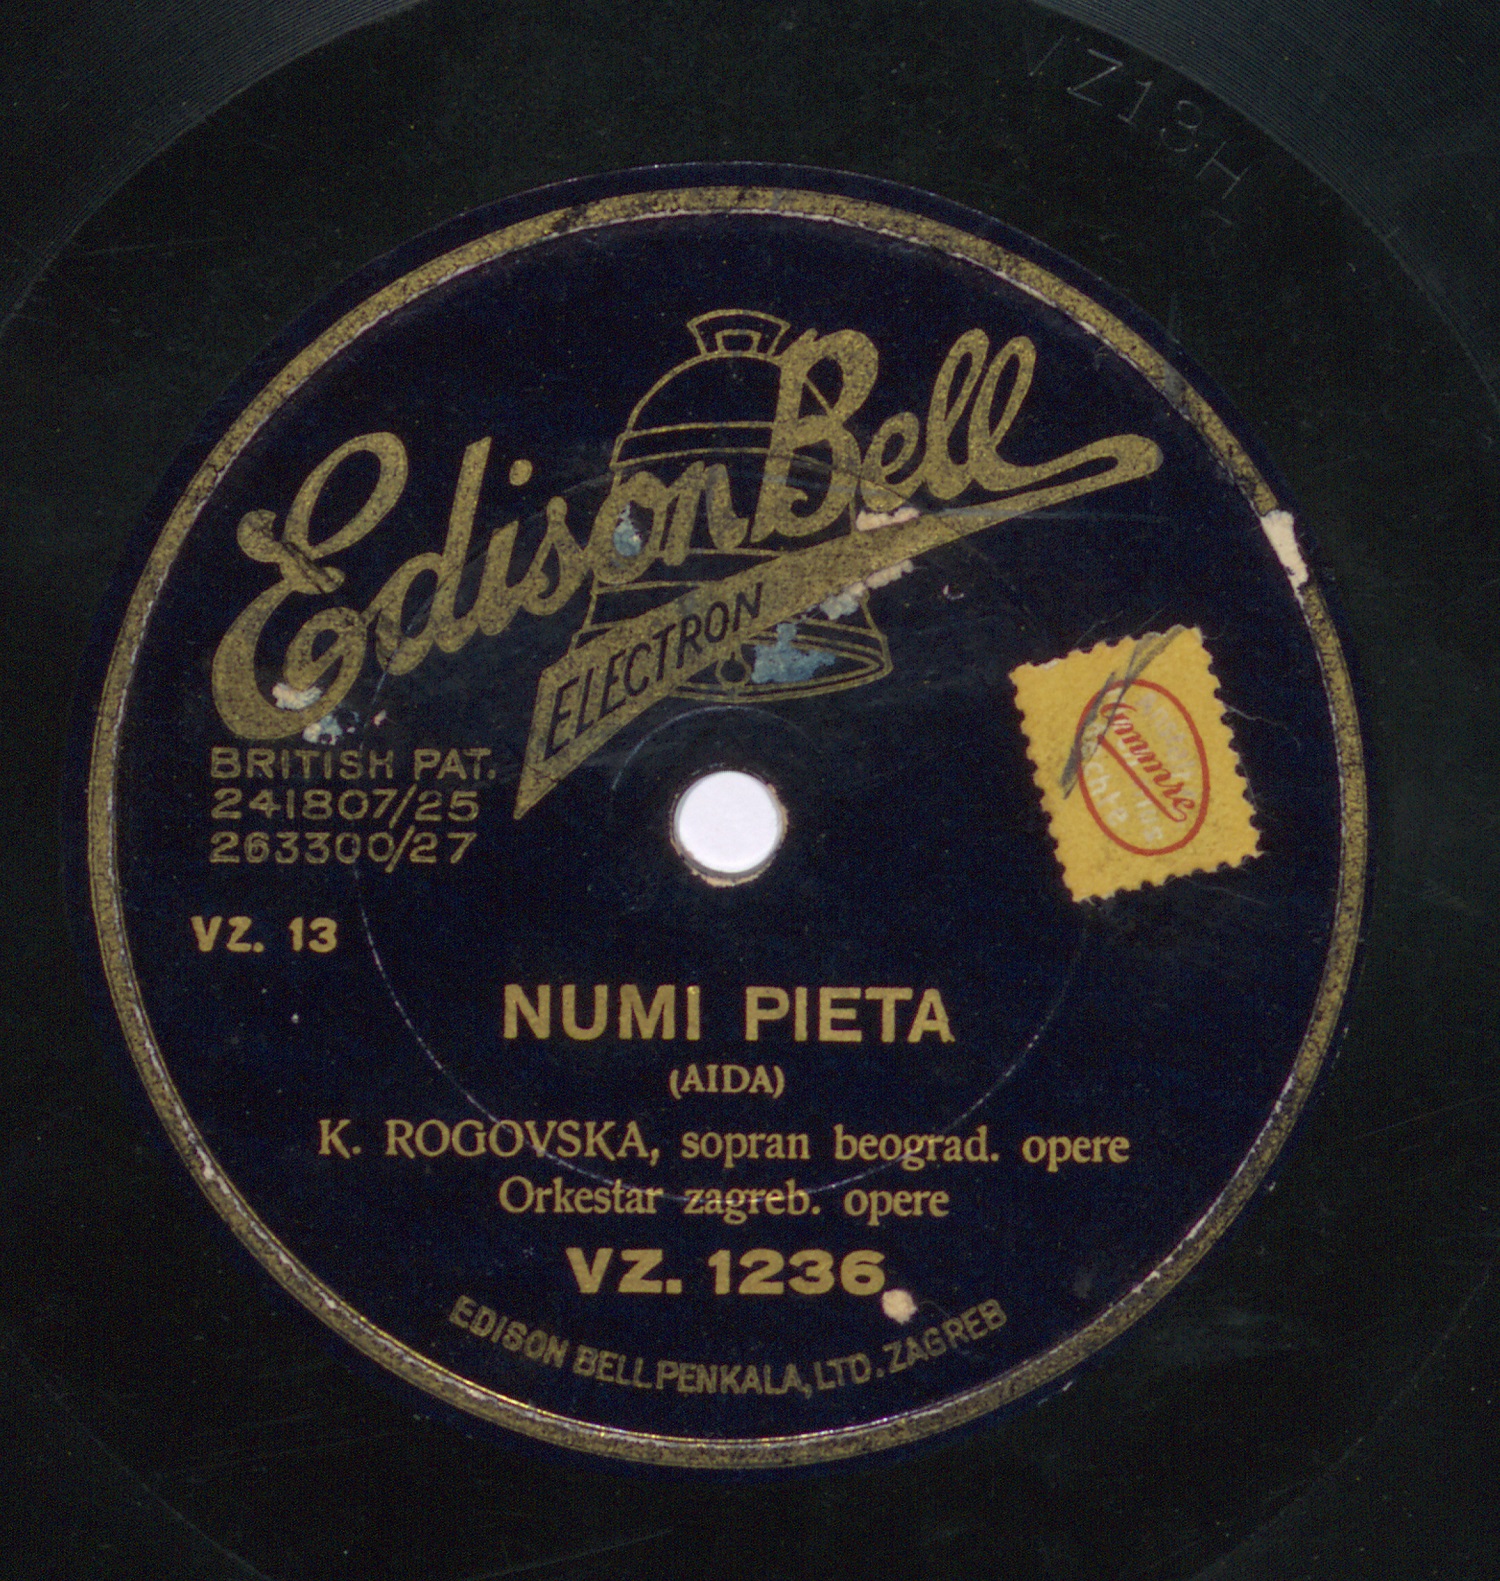 VZ13H
Edison Bell
ELECTRON
BRITISH PAT.
241807/25
263300/27
VZ. 13
NUMI PIETA
(AIDA)
K. ROGOVSKA, sopran beograd. opere
Orkestar zagreb. opere
VZ. 1236
EDISON BELL PENKALA, LTD. ZAGREB